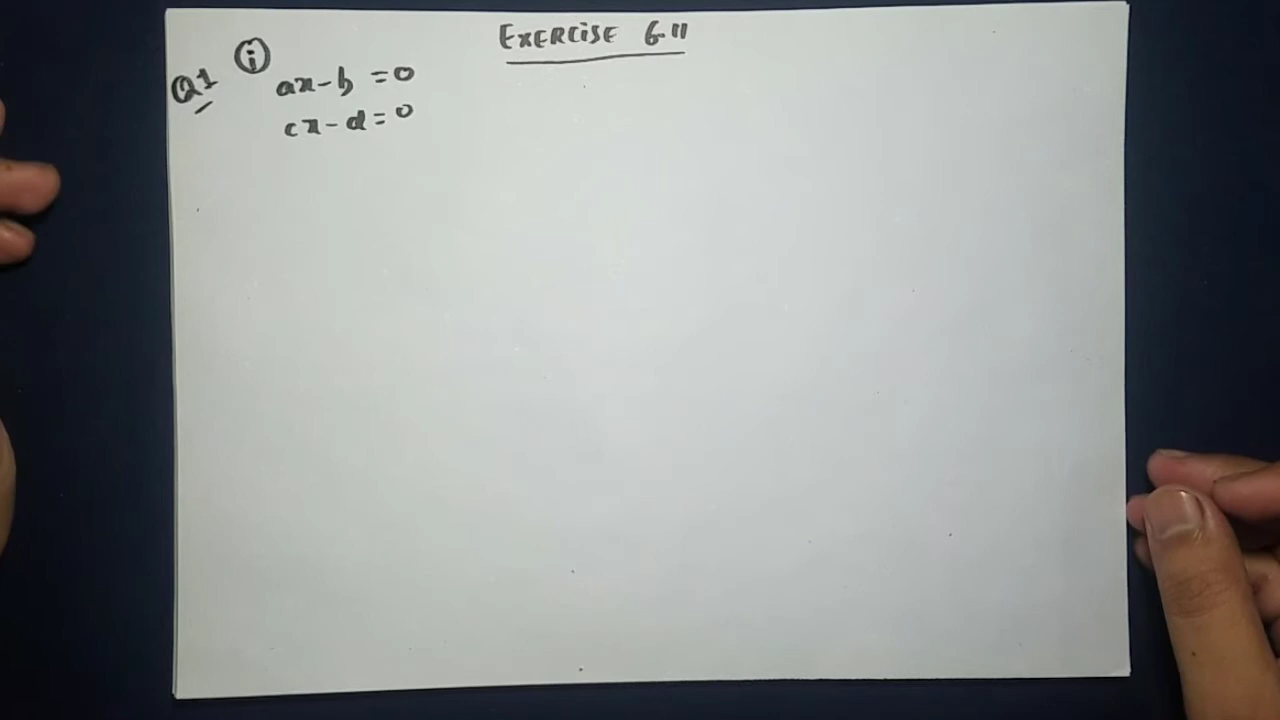 EXERCISE 6.11
Q1 (i)
ax - b = 0
cx - d = 0